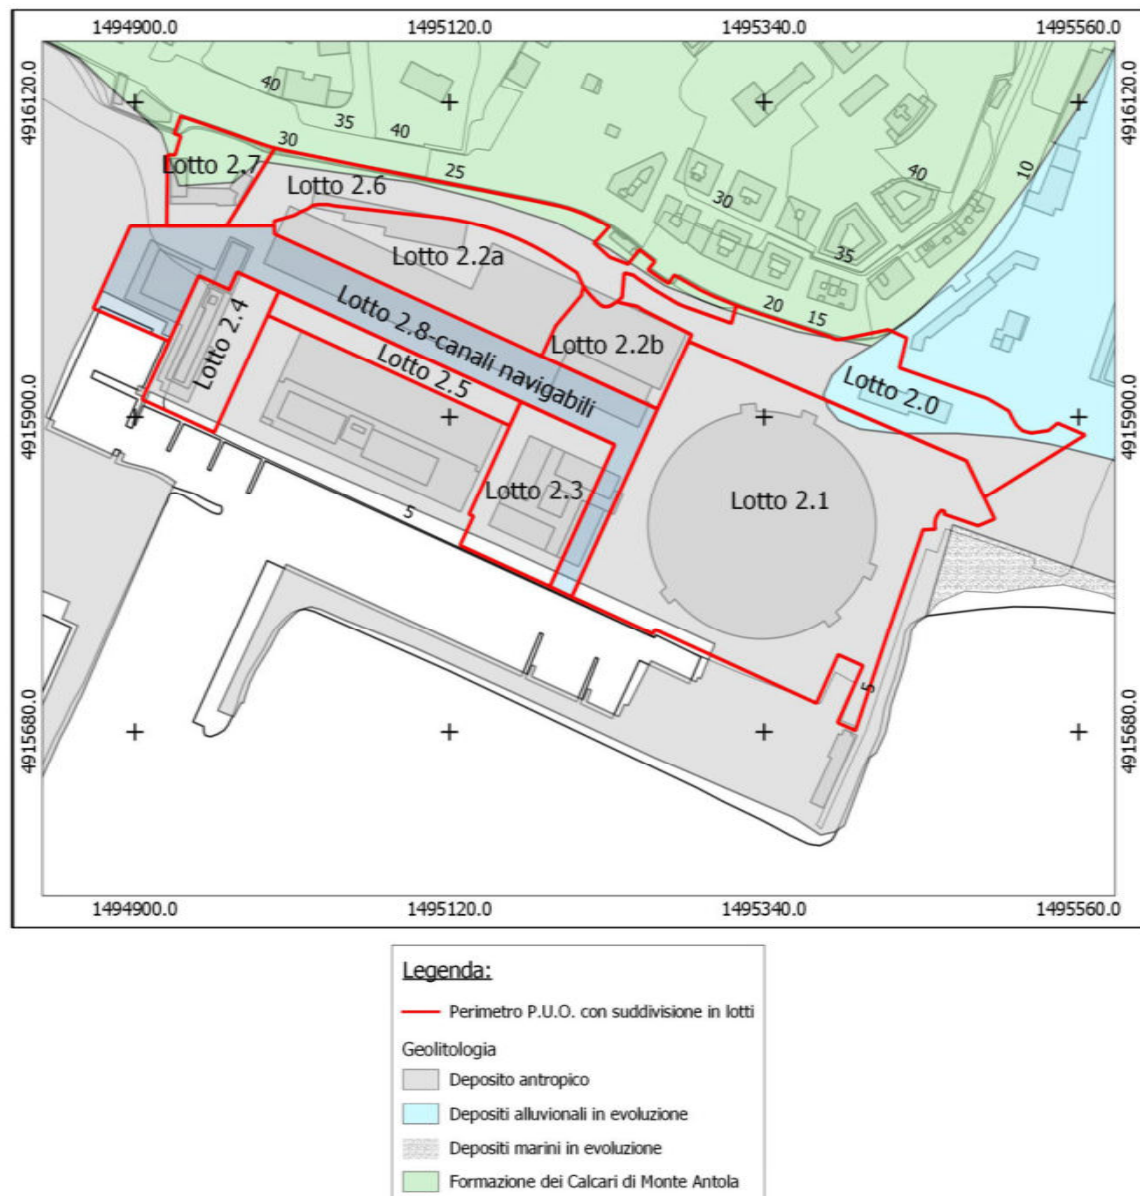 1494900.0 1495120.0 1495340.0 1495560.0
4916120.0 4916120.0
40
35
40
30
25
30
40
35
10
20
15
Lotto 2.7
Lotto 2.6
Lotto 2.2a
Lotto 2.8-canali navigabili
Lotto 2.2b
Lotto 2.4
Lotto 2.5
Lotto 2.0
4915900.0 4915900.0
Lotto 2.3
Lotto 2.1
5
5
4915680.0 4915680.0
1494900.0 1495120.0 1495340.0 1495560.0
Legenda:
Perimetro P.U.O. con suddivisione in lotti
Geolitologia
Deposito antropico
Depositi alluvionali in evoluzione
Depositi marini in evoluzione
Formazione dei Calcari di Monte Antola